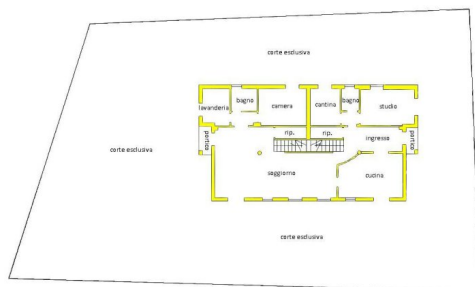 corte esclusiva
lavanderia
bagno
camera
cantina
bagno
studio
portico
rip.
rip.
ingresso
portico
corte esclusiva
soggiorno
cucina
corte esclusiva